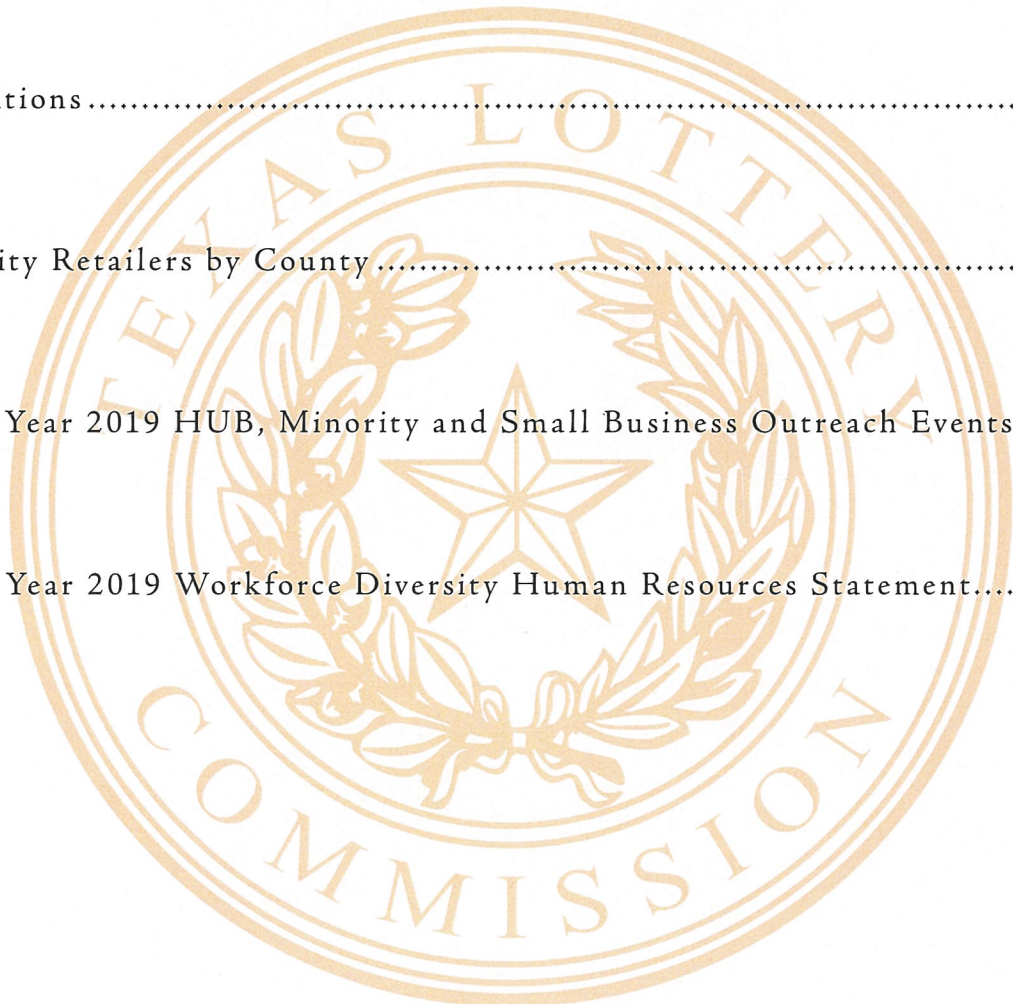 tions
TEXAS LOTTERY
ity Retailers by County
Year 2019 HUB, Minority and Small Business Outreach Events
Year 2019 Workforce Diversity Human Resources Statement....
COMMISSION